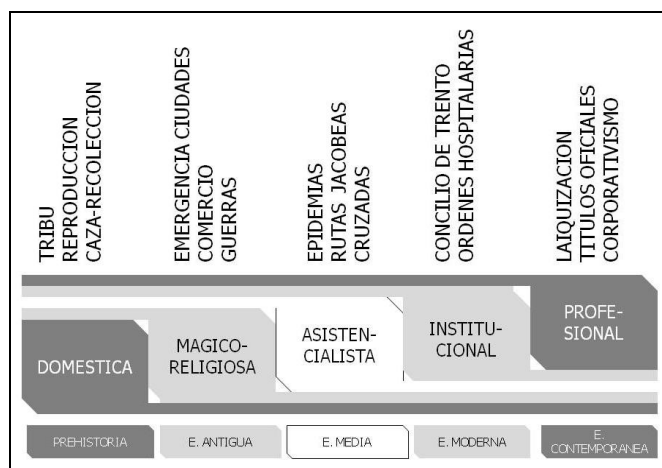 TRIBU
REPRODUCCION
CAZA-RECOLECCION
EMERGENCIA CIUDADES
COMERCIO
GUERRAS
EPIDEMIAS
RUTAS JACOBEAS
CRUZADAS
CONCILIO DE TRENTO
ORDENES HOSPITALARIAS
LAIQUIZACION
TITULOS OFICIALES
CORPORATIVISMO
DOMESTICA
MAGICO-
RELIGIOSA
ASISTEN-
CIALISTA
INSTITU-
CIONAL
PROFE-
SIONAL
PREHISTORIA
E. ANTIGUA
E. MEDIA
E. MODERNA
E.
CONTEMPORANEA